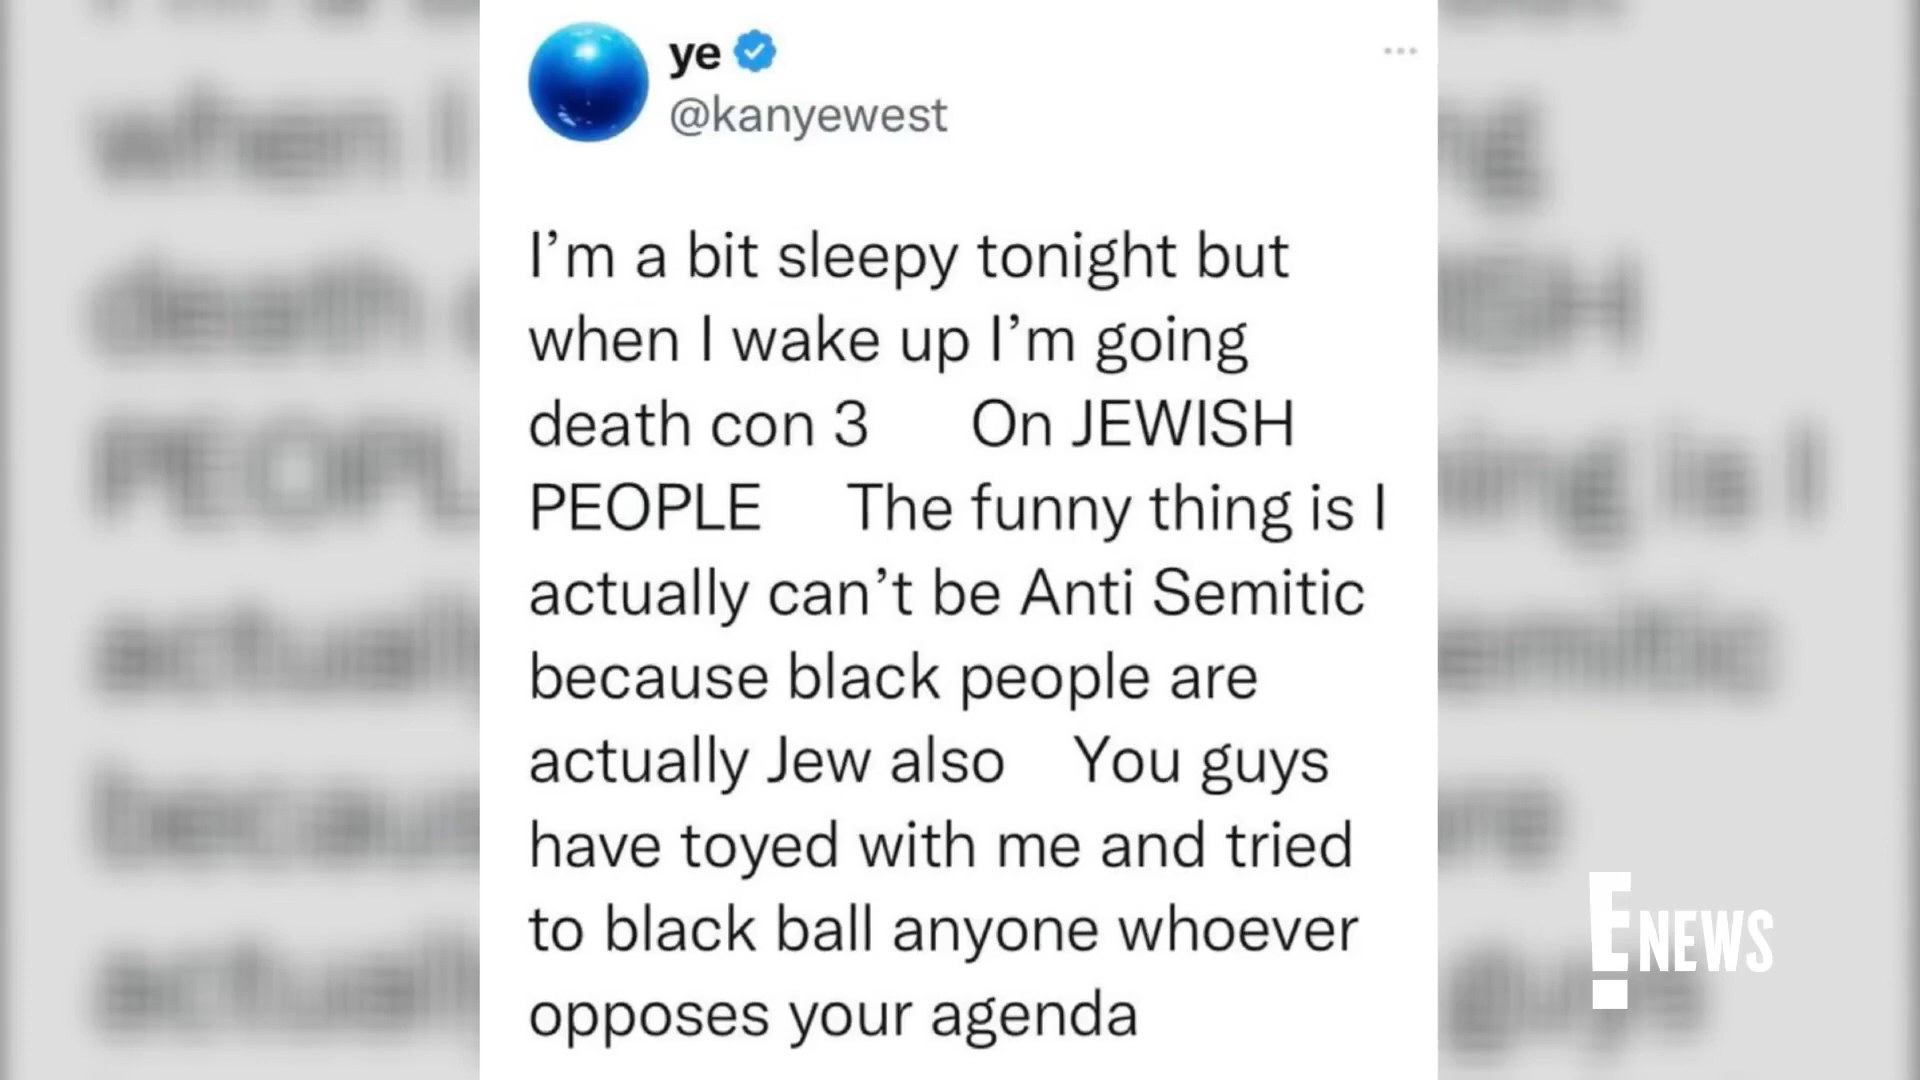 ye
@kanyewest
I’m a bit sleepy tonight but
when I wake up I’m going
death con 3 On JEWISH
PEOPLE The funny thing is I
actually can’t be Anti Semitic
because black people are
actually Jew also You guys
have toyed with me and tried
to black ball anyone whoever
opposes your agenda
E NEWS